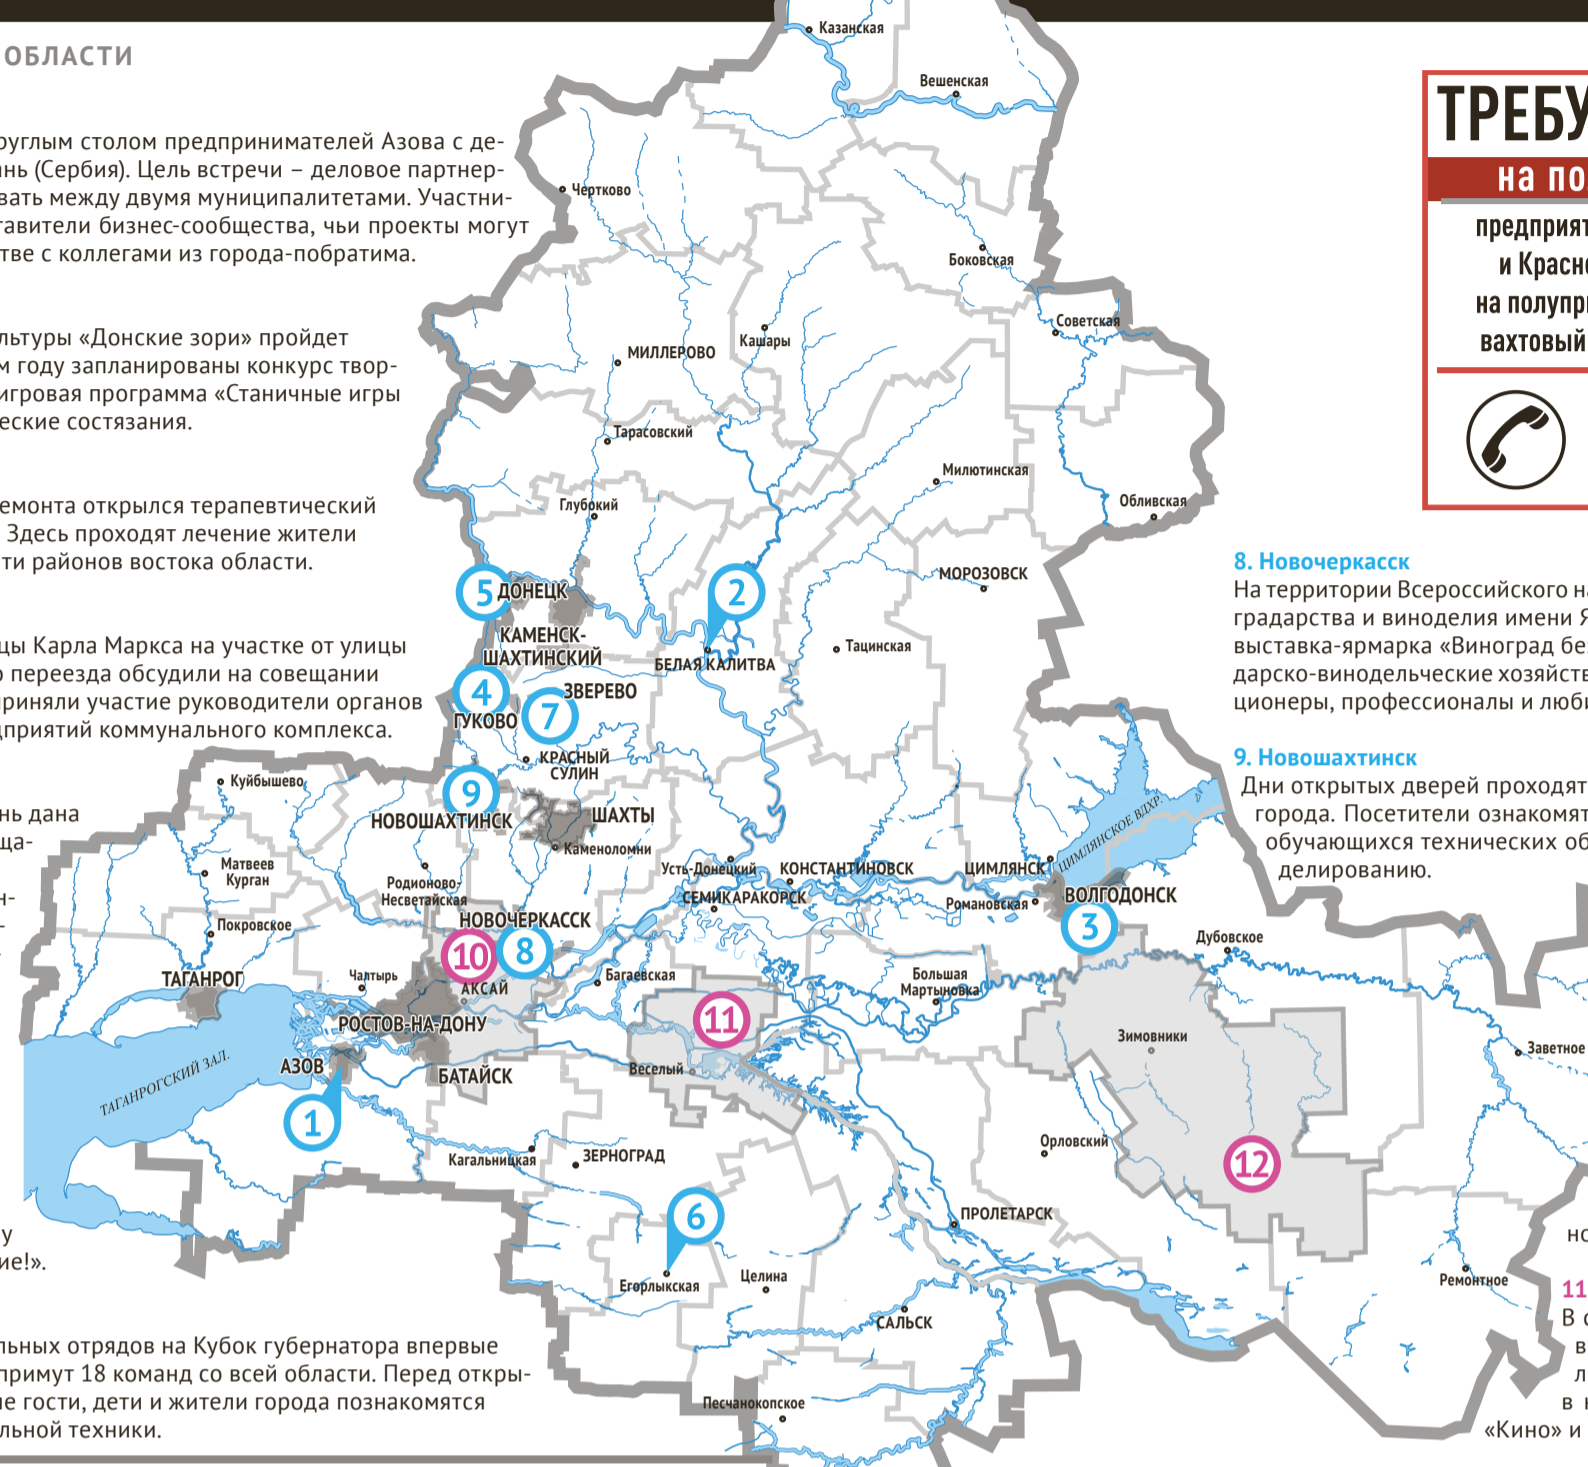 ОБЛАСТИ
руглым столом предпринимателей Азова с де-
ань (Сербия). Цель встречи – деловое партнер-
вать между двумя муниципалитетами. Участни-
тавители бизнес-сообщества, чьи проекты могут
тве с коллегами из города-побратима.
льтуры «Донские зори» пройдет
м году запланированы конкурс твор-
игровая программа «Станичные игры
еские состязания.
емонта открылся терапевтический
Здесь проходят лечение жители
ти районов востока области.
цы Карла Маркса на участке от улицы
о переезда обсудили на совещании
приняли участие руководители органов
дприятий коммунального комплекса.
нь дана
ща-
н-
-
у
ие!».
льных отрядов на Кубок губернатора впервые
примут 18 команд со всей области. Перед откры-
ие гости, дети и жители города познакомятся
льной техники.
Казанская
Вешенская
Чертково
Боковская
Советская
Кашары
МИЛЛЕРОВО
Тарасовский
Милютинская
Обливская
Глубокий
МОРОЗОВСК
5
ДОНЕЦК
2
КАМЕНСК-
ШАХТИНСКИЙ
БЕЛАЯ КАЛИТВА
Тацинская
4
ГУКОВО
7
ЗВЕРЕВО
КРАСНЫЙ
СУЛИН
Куйбышево
9
НОВОШАХТИНСК
ШАХТЫ
Каменоломни
Матвеев
Курган
Родионово-
Несветайская
Усть-Донецкий
КОНСТАНТИНОВСК
ЦИМЛЯНСК
ЦИМЛЯНСКОЕ ВДХР.
СЕМИКАРАКОРСК
Романовская
ВОЛГОДОНСК
3
Покровское
НОВОЧЕРКАССК
10
8
Дубовское
ТАГАНРОГ
Чалтырь
АКСАЙ
Багаевская
Большая
Мартыновка
РОСТОВ-НА-ДОНУ
11
Зимовники
Заветное
ТАГАНРОГСКИЙ ЗАЛ.
АЗОВ
БАТАЙСК
Веселый
1
Кагальницкая
ЗЕРНОГРАД
Орловский
12
6
ПРОЛЕТАРСК
Егорлыкская
Целина
САЛЬСК
Ремонтное
Песчанокопское
ТРЕБУ
на по
предприят
и Красно
на полупри
вахтовый
8. Новочеркасск
На территории Всероссийского на
градарства и виноделия имени Я
выставка-ярмарка «Виноград без
дарско-винодельческие хозяйств
ционеры, профессионалы и люби
9. Новошахтинск
Дни открытых дверей проходят
города. Посетители ознакомят
обучающихся технических об
делированию.
но
11
В с
в
л
в к
«Кино» и